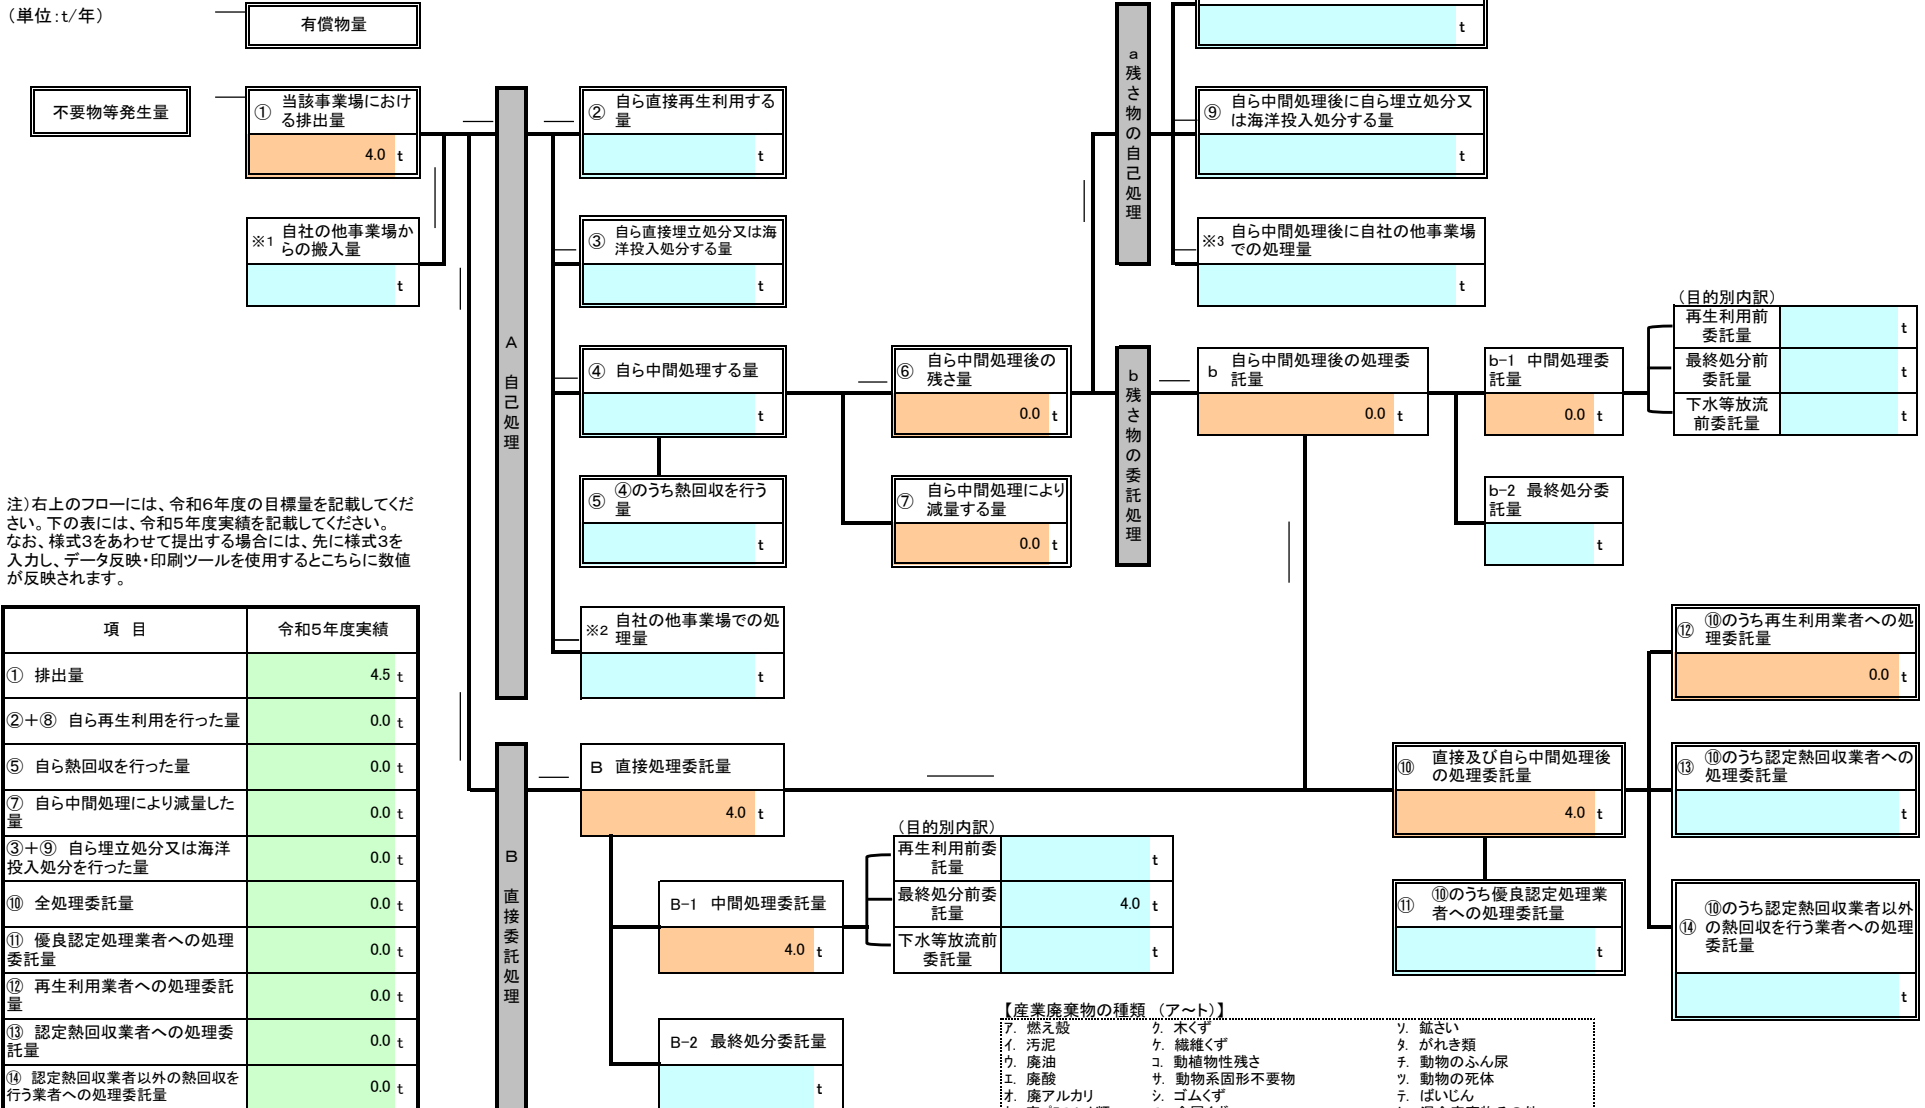 （単位：t/年）
有償物量
t
不要物等発生量
① 当該事業場におけ
る排出量
4.0 t
② 自ら直接再生利用する
量
t
a 残さ物の自己処理
⑨ 自ら中間処理後に自ら埋立処分又
は海洋投入処分する量
t
※1 自社の他事業場か
らの搬入量
t
③ 自ら直接埋立処分又は海
洋投入処分する量
t
※3 自ら中間処理後に自社の他事業場
での処理量
t
A 自己処理
④ 自ら中間処理する量
t
⑥ 自ら中間処理後の
残さ量
0.0 t
b 残さ物の委託処理
b 自ら中間処理後の処理委
託量
0.0 t
b-1 中間処理委
託量
0.0 t
（目的別内訳）
再生利用前
委託量
t
最終処分前
委託量
t
下水等放流
前委託量
t
⑤ ④のうち熱回収を行う
量
t
⑦ 自ら中間処理により
減量する量
0.0 t
b-2 最終処分委
託量
t
注）右上のフローには、令和6年度の目標量を記載してくだ
さい。下の表には、令和5年度実績を記載してください。
なお、様式3をあわせて提出する場合には、先に様式3を
入力し、データ反映・印刷ツールを使用するとこちらに数値
が反映されます。
※2 自社の他事業場での処
理量
t
項 目 令和5年度実績
① 排出量 4.5 t
②＋⑧ 自ら再生利用を行った量 0.0 t
⑤ 自ら熱回収を行った量 0.0 t
⑦ 自ら中間処理により減量した
量 0.0 t
③＋⑨ 自ら埋立処分又は海洋
投入処分を行った量 0.0 t
⑩ 全処理委託量 0.0 t
⑪ 優良認定処理業者への処理
委託量 0.0 t
⑫ 再生利用業者への処理委託
量 0.0 t
⑬ 認定熱回収業者への処理委
託量 0.0 t
⑭ 認定熱回収業者以外の熱回収を
行う業者への処理委託量 0.0 t
B 直接委託処理
B 直接処理委託量
4.0 t
B-1 中間処理委託量
4.0 t
（目的別内訳）
再生利用前委
託量
t
最終処分前委
託量
4.0 t
下水等放流前
委託量
t
B-2 最終処分委託量
t
⑩ 直接及び自ら中間処理後
の処理委託量
4.0 t
⑪ ⑩のうち優良認定処理業
者への処理委託量
t
⑫ ⑩のうち再生利用業者への処
理委託量
0.0 t
⑬ ⑩のうち認定熱回収業者への
処理委託量
t
⑭ ⑩のうち認定熱回収業者以外
の熱回収を行う業者への処理
委託量
t
【産業廃棄物の種類 （ア～ト）】
ア. 燃え殻 ク. 木くず ソ. 鉱さい
イ. 汚泥 ケ. 繊維くず タ. がれき類
ウ. 廃油 コ. 動植物性残さ チ. 動物のふん尿
エ. 廃酸 サ. 動物系固形不要物 ツ. 動物の死体
オ. 廃アルカリ シ. ゴムくず テ. ばいじん